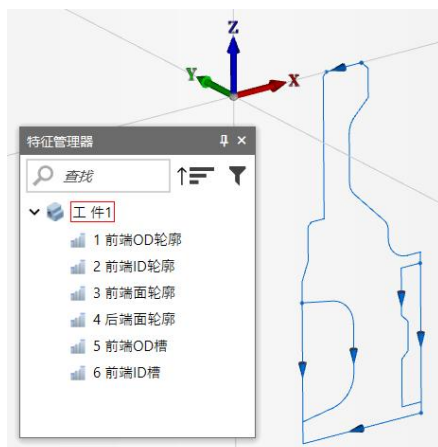 Z
Y
X
特征管理器
查找
工 件1
1 前端OD轮廓
2 前端ID轮廓
3 前端面轮廓
4 后端面轮廓
5 前端OD槽
6 前端ID槽